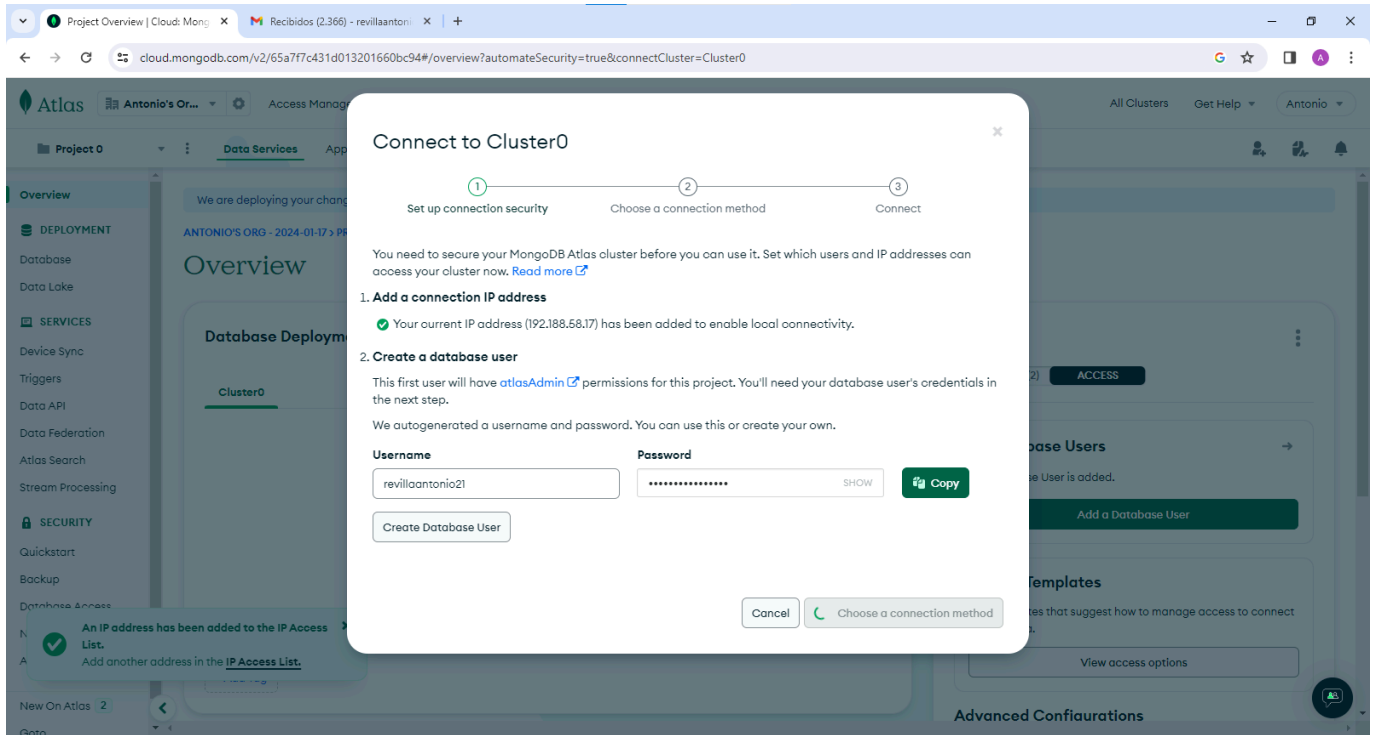 Project Overview | Cloud: Mong
Recibidos (2.366) - revillaantoni
cloud.mongodb.com/v2/65a7f7c431d013201660bc94#/overview?automateSecurity=true&connectCluster=Cluster0
Atlas
Antonio's Or...
Access Manage
All Clusters
Get Help
Antonio
Project 0
Data Services
App
Overview
DEPLOYMENT
Database
Data Lake
SERVICES
Device Sync
Triggers
Data API
Data Federation
Atlas Search
Stream Processing
SECURITY
Quickstart
Backup
Database Access
N
A
New On Atlas 2
Goto
We are deploying your chang
ANTONIO'S ORG - 2024-01-17 > PR
Overview
Database Deployme
Cluster0
Connect to Cluster0
1
2
3
Set up connection security
Choose a connection method
Connect
You need to secure your MongoDB Atlas cluster before you can use it. Set which users and IP addresses can
access your cluster now. Read more
1. Add a connection IP address
Your current IP address (192.188.58.17) has been added to enable local connectivity.
2. Create a database user
This first user will have atlasAdmin permissions for this project. You'll need your database user's credentials in
the next step.
We autogenerated a username and password. You can use this or create your own.
Username
Password
revillaantonio21
••••••••••••••••
SHOW
Copy
Create Database User
Cancel
Choose a connection method
2)
ACCESS
base Users
se User is added.
Add a Database User
Templates
tes that suggest how to manage access to connect
View access options
Advanced Configurations
An IP address has been added to the IP Access
List.
Add another address in the IP Access List.
Add Tag